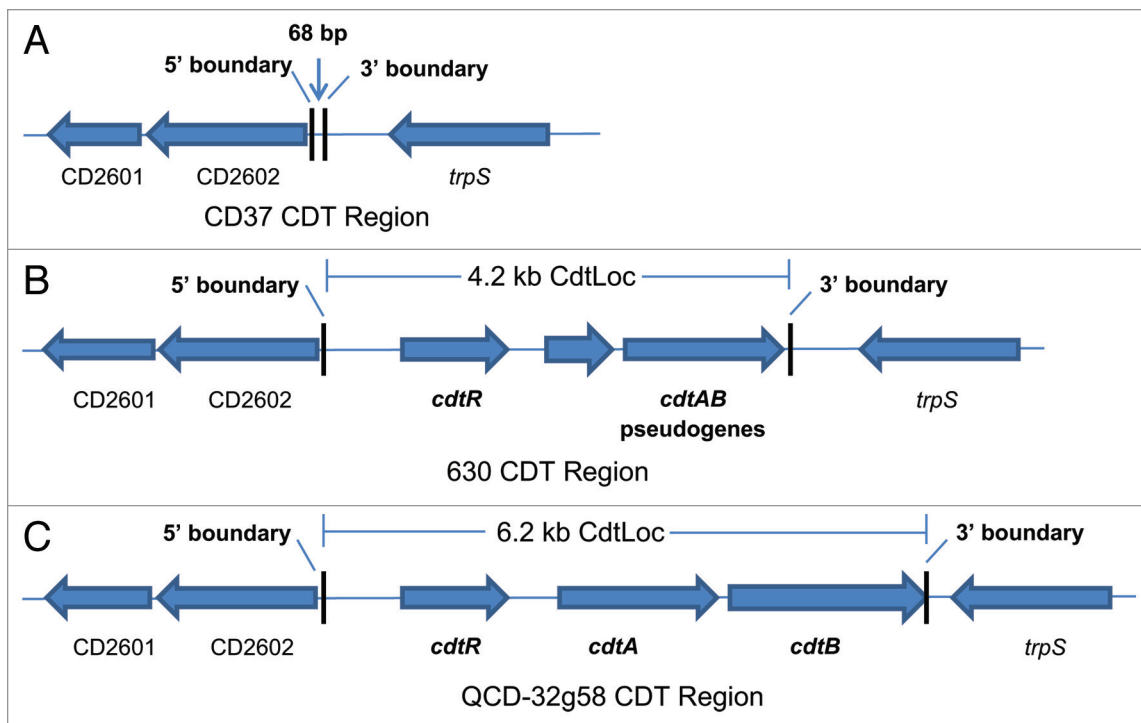 A
68 bp
5’ boundary
3’ boundary
CD2601 CD2602 trpS
CD37 CDT Region
B
4.2 kb CdtLoc
5’ boundary
3’ boundary
CD2601 CD2602 cdtR cdtAB trpS
pseudogenes
630 CDT Region
C
6.2 kb CdtLoc
5’ boundary
3’ boundary
CD2601 CD2602 cdtR cdtA cdtB trpS
QCD-32g58 CDT Region